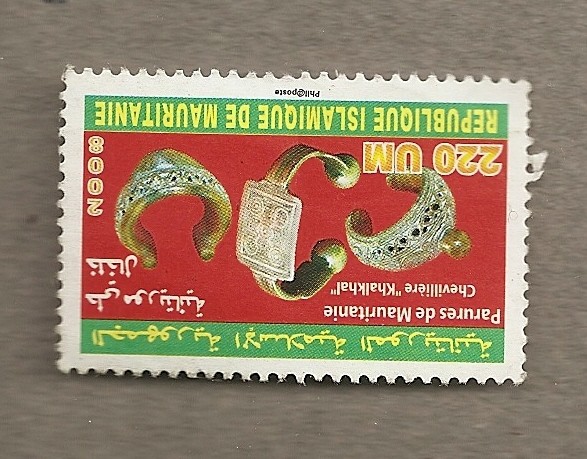 الجمهورية الإسلامية الموريتانية
Parures de Mauritanie
Chevillière "Khalkhal"
حلي موريتانية
خلخال
220 UM
2008
REPUBLIQUE ISLAMIQUE DE MAURITANIE
Phil@poste